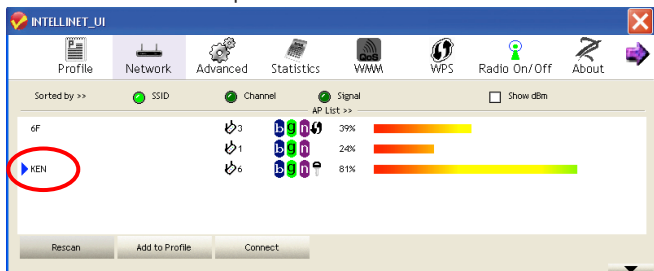 INTELLINET_UI
Profile Network Advanced Statistics QoS WMM WPS Radio On/Off About
Sorted by >> SSID Channel Signal Show dBm
AP List >>
6F 3 b g n 39%
1 b g n 24%
KEN 6 b g n 81%
Rescan Add to Profile Connect